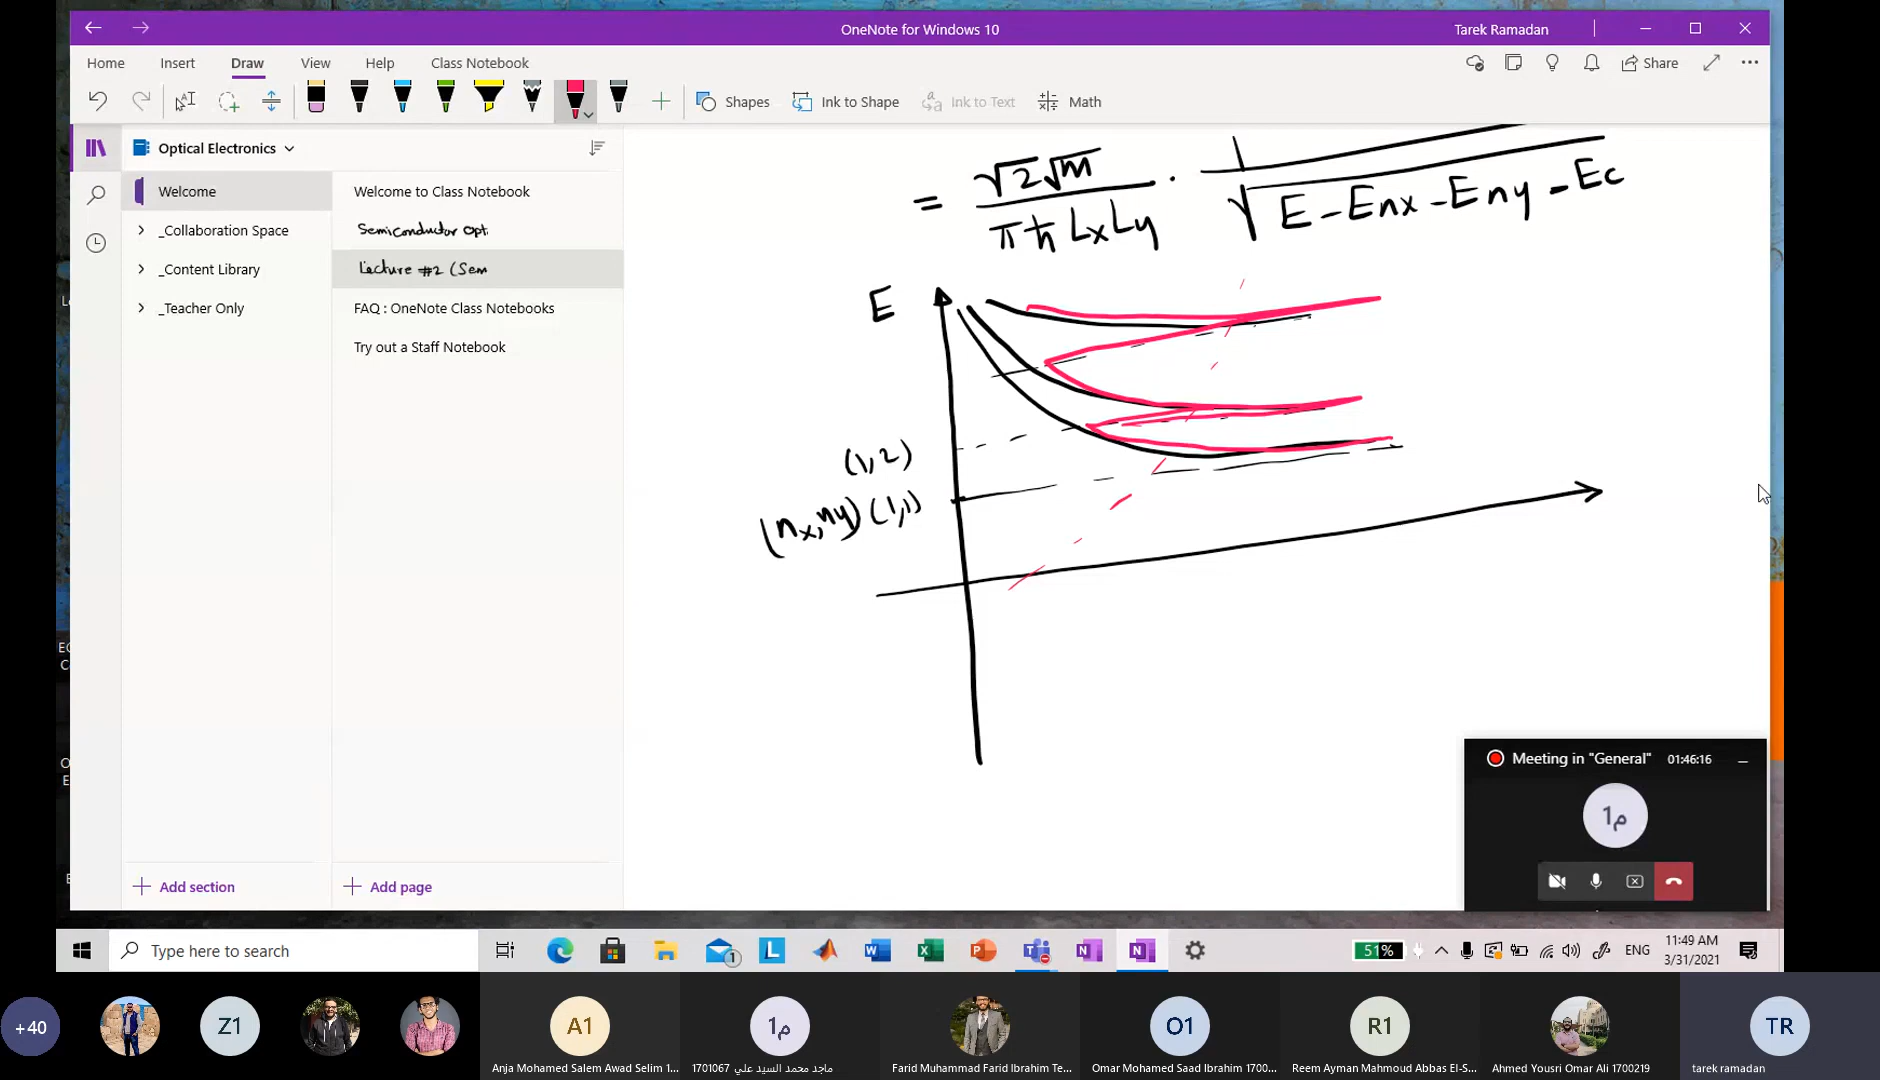 OneNote for Windows 10
Tarek Ramadan
Home Insert Draw View Help Class Notebook
Share
Shapes Ink to Shape Ink to Text Math
Optical Electronics
Welcome
_Collaboration Space
_Content Library
_Teacher Only
Welcome to Class Notebook
Semiconductor Opt
Lecture #2 (Sem
FAQ : OneNote Class Notebooks
Try out a Staff Notebook
= √2 √m / πħ LxLy · 1 / √E - Enx - Eny - Ec
E
(1,2)
(nx,ny) (1,1)
Meeting in "General" 01:46:16
م1
Add section
Add page
Type here to search
1
51%
ENG
11:49 AM
3/31/2021
+40
Z1
A1
م1
O1
R1
TR
Anja Mohamed Salem Awad Selim 1...
1701067 ماجد محمد السيد علي
Farid Muhammad Farid Ibrahim Te...
Omar Mohamed Saad Ibrahim 1700...
Reem Ayman Mahmoud Abbas El-S...
Ahmed Yousri Omar Ali 1700219
tarek ramadan